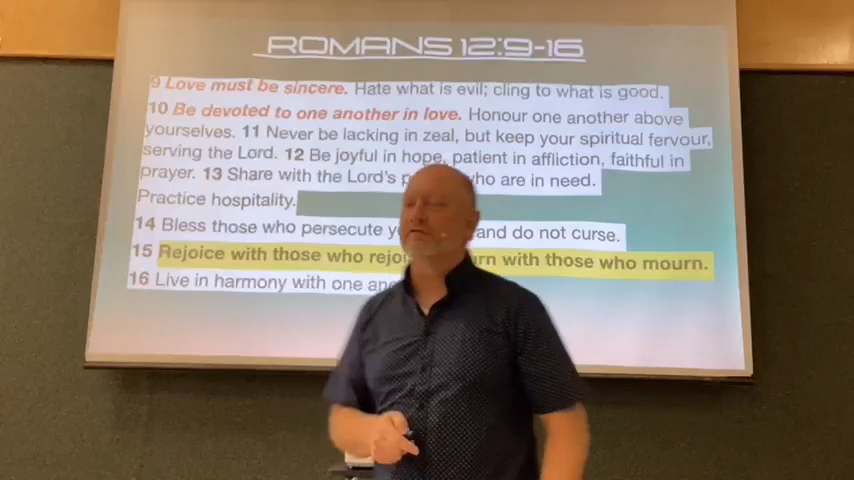 ROMANS 12:9-16
9 Love must be sincere. Hate what is evil; cling to what is good.
10 Be devoted to one another in love. Honour one another above
yourselves. 11 Never be lacking in zeal, but keep your spiritual fervour,
serving the Lord. 12 Be joyful in hope, patient in affliction, faithful in
prayer. 13 Share with the Lord's who are in need.
Practice hospitality.
14 Bless those who persecute and do not curse.
15 Rejoice with those who with those who mourn.
16 Live in harmony with one